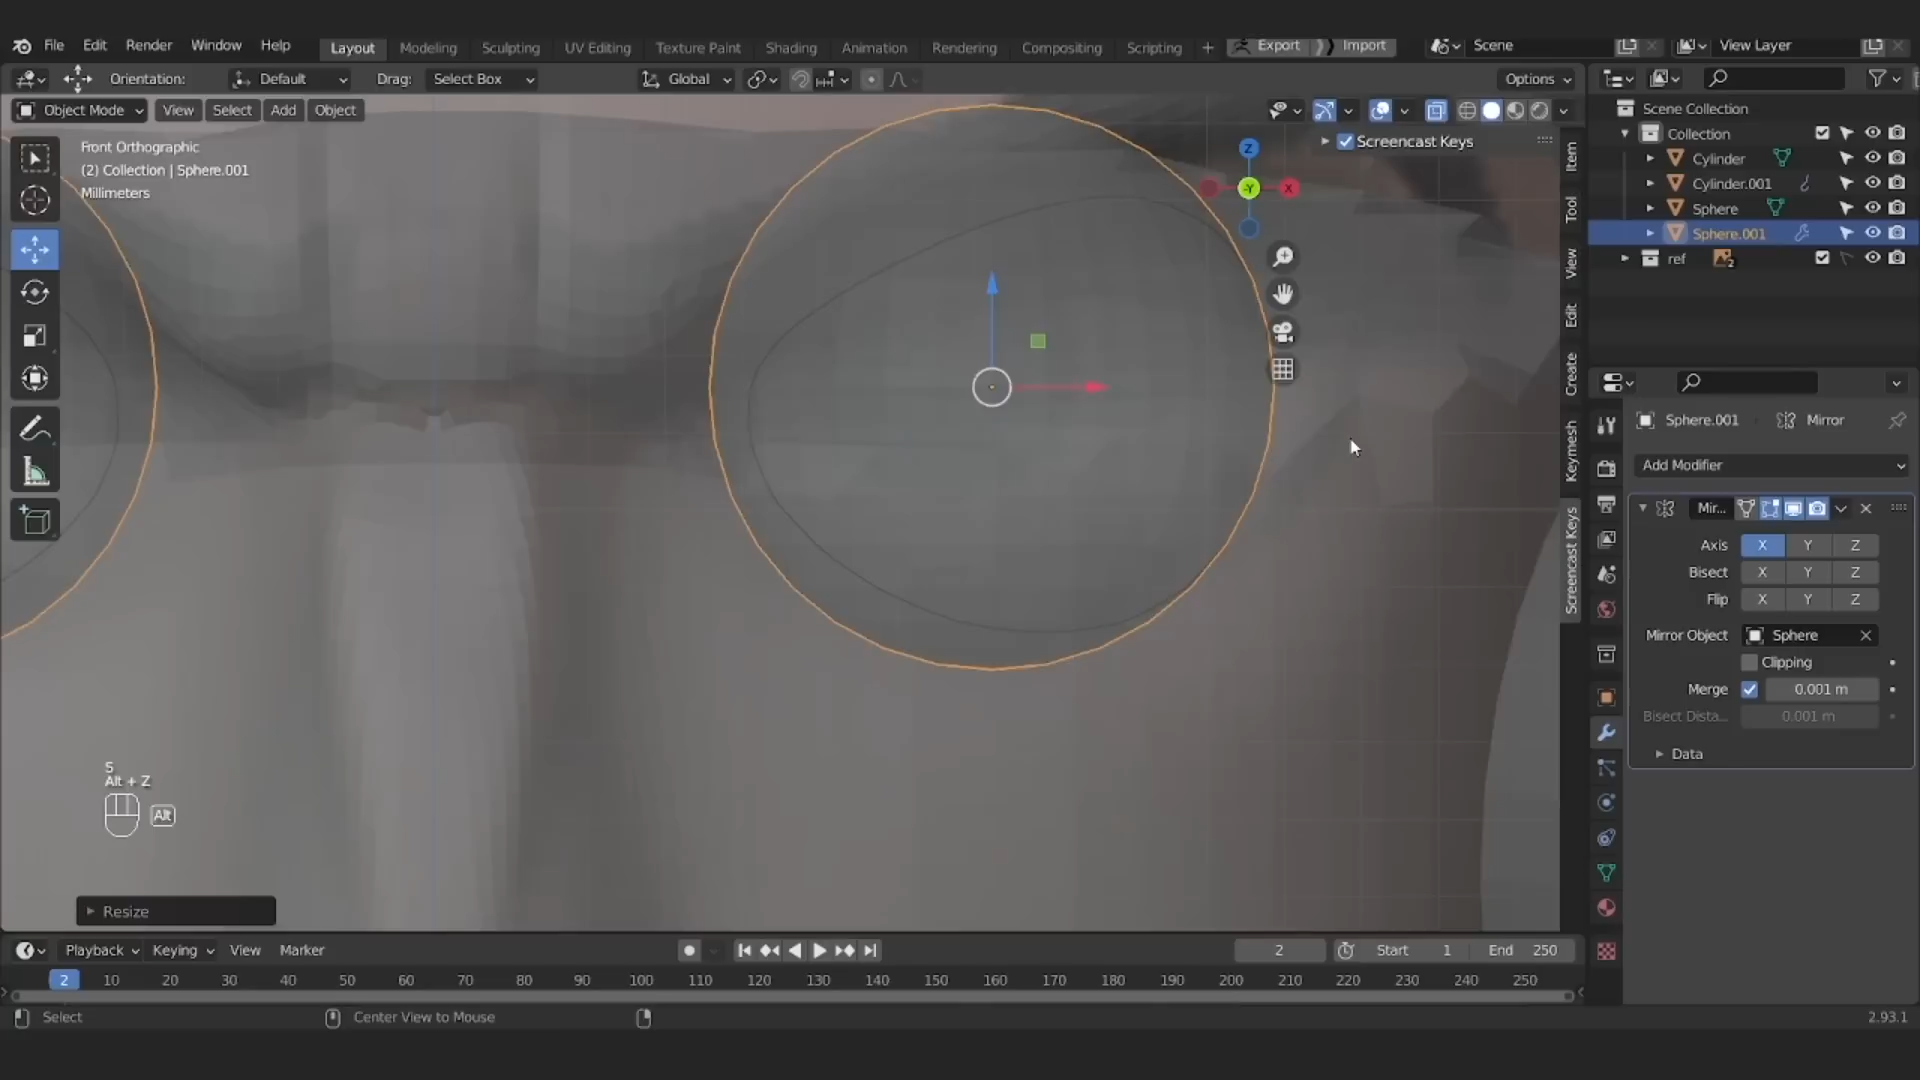 File Edit Render Window Help Layout Modeling Sculpting UV Editing Texture Paint Shading Animation Rendering Compositing Scripting + Export Import Scene View Layer
Orientation: Default Drag: Select Box Global Options
Object Mode View Select Add Object
Front Orthographic
(2) Collection | Sphere.001
Millimeters
Screencast Keys
Z
Y
X
Item
Tool
View
Edit
Create
Keymesh
Screencast Keys
Scene Collection
Collection
Cylinder
Cylinder.001
Sphere
Sphere.001
ref 2
Sphere.001 Mirror
Add Modifier
Mir...
Axis X Y Z
Bisect X Y Z
Flip X Y Z
Mirror Object Sphere
Clipping
Merge 0.001 m
Bisect Dista... 0.001 m
Data
S
Alt + Z
Alt
Resize
Playback Keying View Marker 2 Start 1 End 250
2 10 20 30 40 50 60 70 80 90 100 110 120 130 140 150 160 170 180 190 200 210 220 230 240 250
Select Center View to Mouse 2.93.1